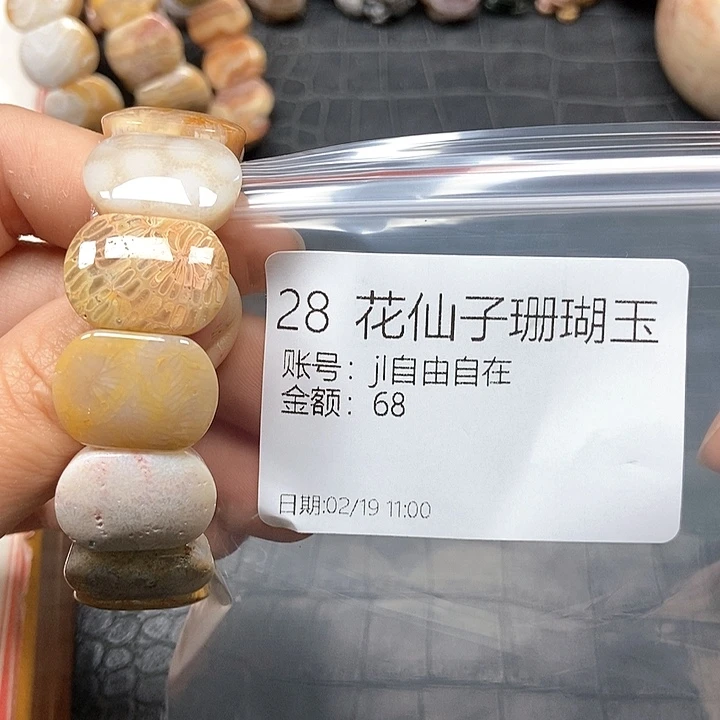 28 花仙子珊瑚玉
账号：jl自由自在
金额：68
日期:02/19 11:00